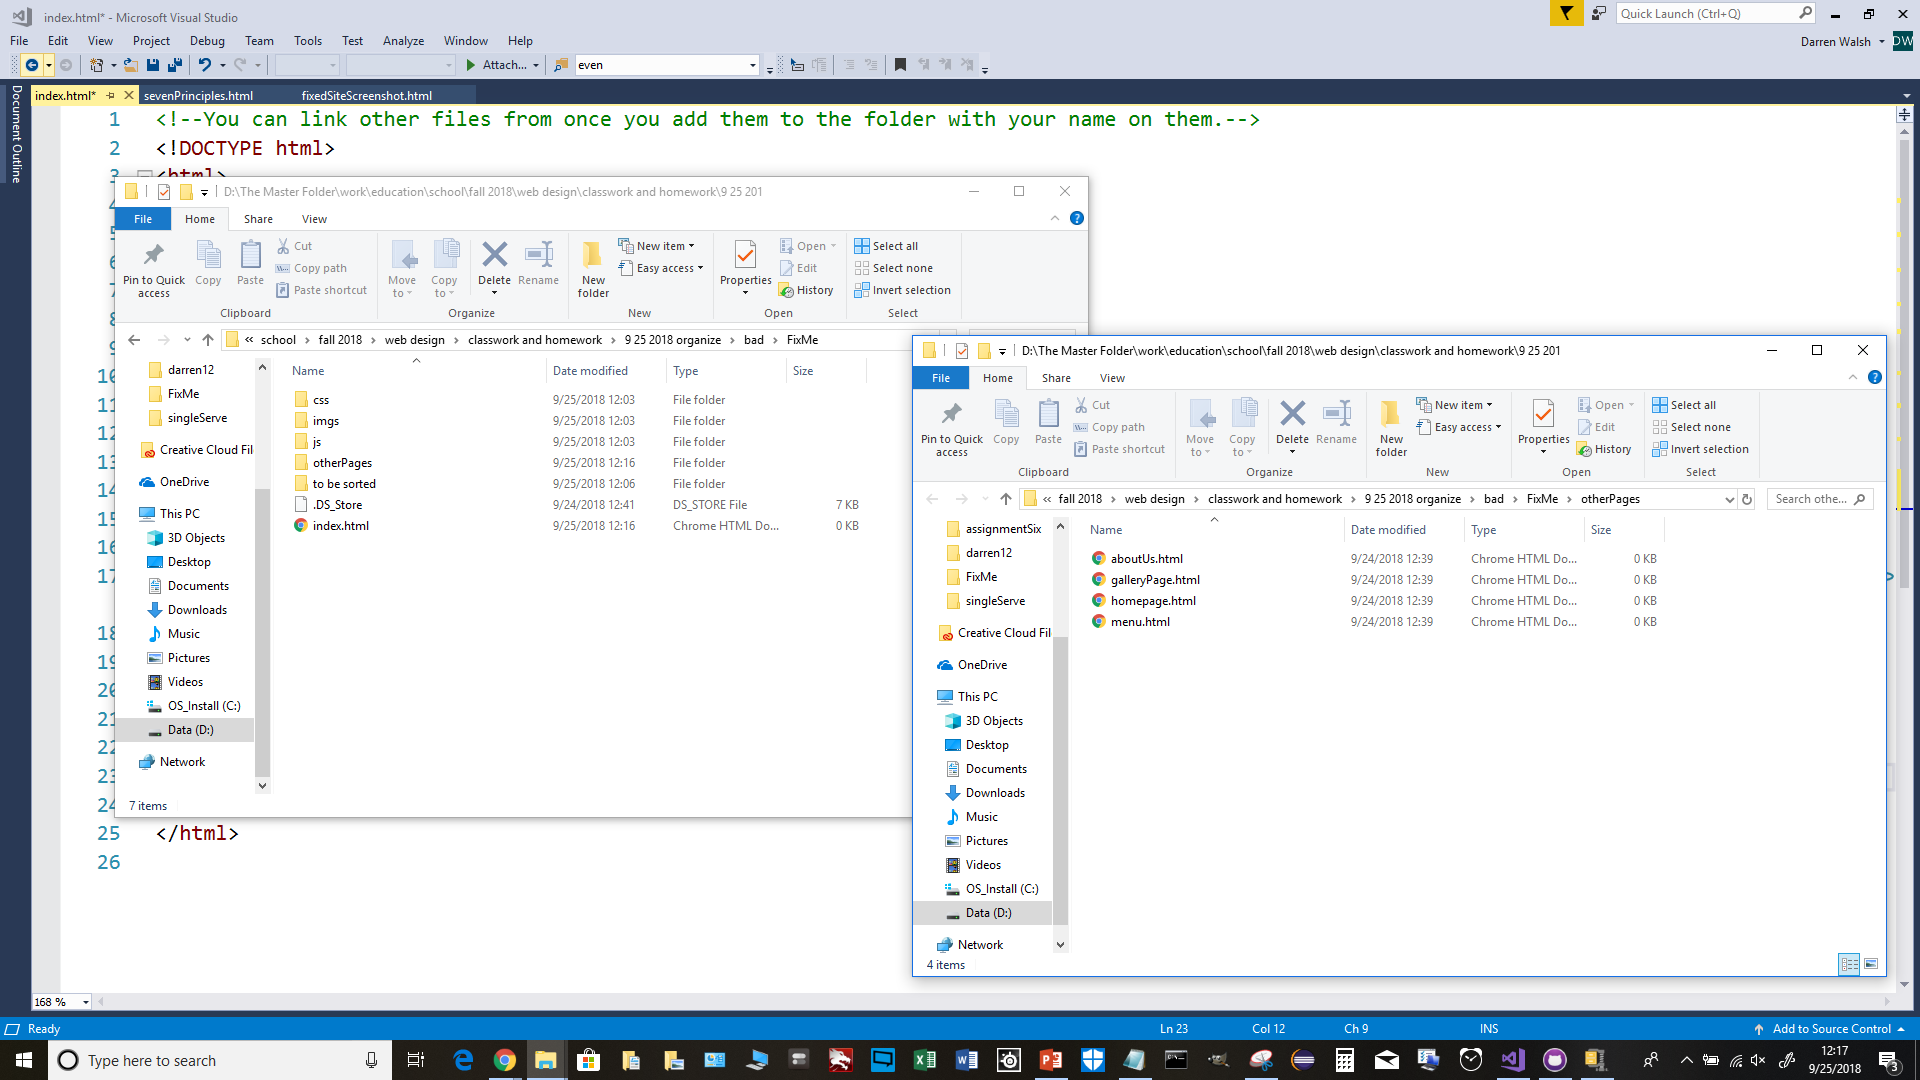 index.html* - Microsoft Visual Studio
Quick Launch (Ctrl+Q)
File Edit View Project Debug Team Tools Test Analyze Window Help
Darren Walsh DW
Attach... even
Document Outline
index.html* sevenPrinciples.html fixedSiteScreenshot.html
1 <!--You can link other files from once you add them to the folder with your name on them.-->
2 <!DOCTYPE html>
3 <html>
D:\The Master Folder\work\education\school\fall 2018\web design\classwork and homework\9 25 201
File Home Share View
Pin to Quick access
Copy
Paste
Cut
Copy path
Paste shortcut
Clipboard
Move to
Copy to
Delete
Rename
Organize
New folder
New item
Easy access
New
Properties
Open
Edit
History
Open
Select all
Select none
Invert selection
Select
« school > fall 2018 > web design > classwork and homework > 9 25 2018 organize > bad > FixMe
darren12
FixMe
singleServe
Creative Cloud Fil
OneDrive
This PC
3D Objects
Desktop
Documents
Downloads
Music
Pictures
Videos
OS_Install (C:)
Data (D:)
Network
Name Date modified Type Size
css 9/25/2018 12:03 File folder
imgs 9/25/2018 12:03 File folder
js 9/25/2018 12:03 File folder
otherPages 9/25/2018 12:16 File folder
to be sorted 9/25/2018 12:06 File folder
.DS_Store 9/24/2018 12:41 DS_STORE File 7 KB
index.html 9/25/2018 12:16 Chrome HTML Do... 0 KB
7 items
D:\The Master Folder\work\education\school\fall 2018\web design\classwork and homework\9 25 201
File Home Share View
Pin to Quick access
Copy
Paste
Cut
Copy path
Paste shortcut
Clipboard
Move to
Copy to
Delete
Rename
Organize
New folder
New item
Easy access
New
Properties
Open
Edit
History
Open
Select all
Select none
Invert selection
Select
« fall 2018 > web design > classwork and homework > 9 25 2018 organize > bad > FixMe > otherPages
Search othe...
assignmentSix
darren12
FixMe
singleServe
Creative Cloud Fil
OneDrive
This PC
3D Objects
Desktop
Documents
Downloads
Music
Pictures
Videos
OS_Install (C:)
Data (D:)
Network
Name Date modified Type Size
aboutUs.html 9/24/2018 12:39 Chrome HTML Do... 0 KB
galleryPage.html 9/24/2018 12:39 Chrome HTML Do... 0 KB
homepage.html 9/24/2018 12:39 Chrome HTML Do... 0 KB
menu.html 9/24/2018 12:39 Chrome HTML Do... 0 KB
4 items
10
11
12
13
14
15
16
17
18
19
20
21
22
23
24
25 </html>
26
168 %
Ready Ln 23 Col 12 Ch 9 INS Add to Source Control
Type here to search
12:17
9/25/2018
3